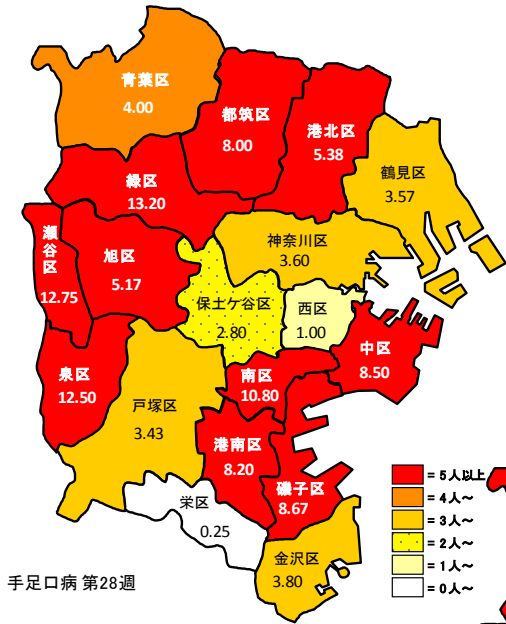 青葉区
4.00
都筑区
8.00
港北区
5.38
鶴見区
3.57
緑区
13.20
神奈川区
3.60
瀬谷区
12.75
旭区
5.17
保土ケ谷区
2.80
西区
1.00
中区
8.50
泉区
12.50
南区
10.80
戸塚区
3.43
港南区
8.20
磯子区
8.67
栄区
0.25
金沢区
3.80
= 5人以上
= 4人～
= 3人～
= 2人～
= 1人～
= 0人～
手足口病 第28週